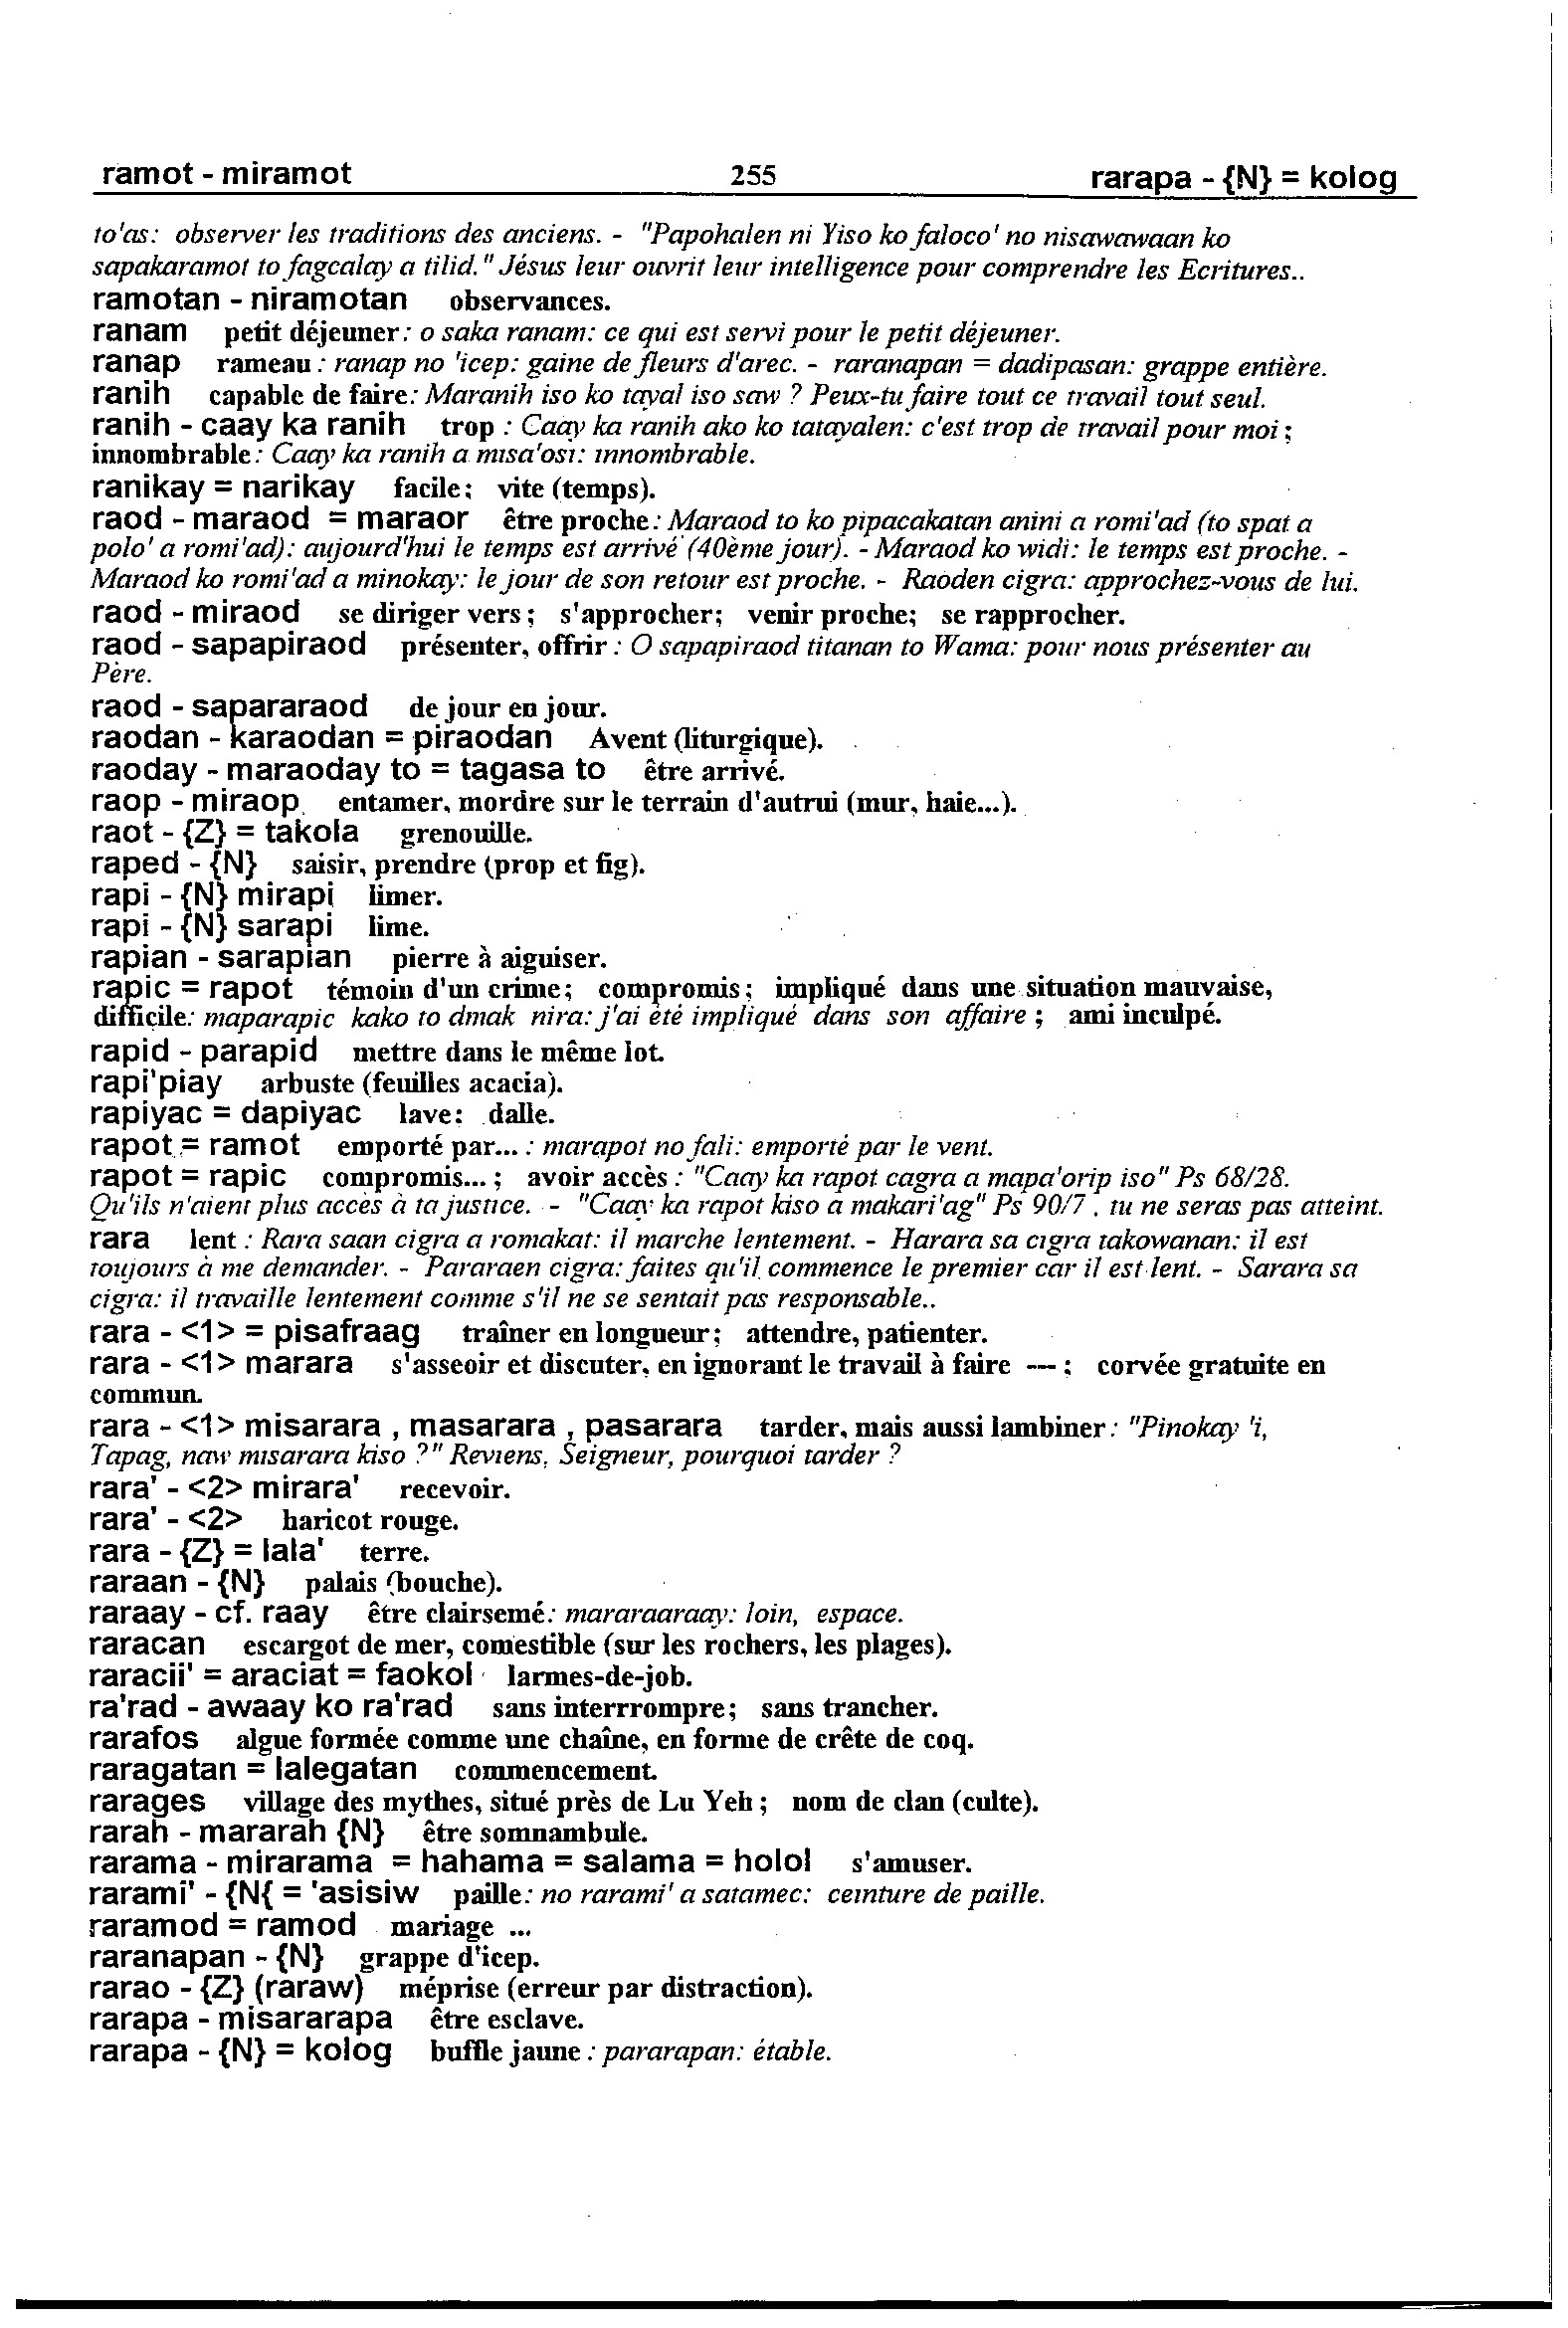 ramot - miramot 255 rarapa - {N} = kolog
to'as: observer les traditions des anciens. - "Papohalen ni Yiso ko faloco' no nisawawaan ko
sapakaramot to fagcalay a tilid." Jésus leur ouvrit leur intelligence pour comprendre les Ecritures..
ramotan - niramotan observances.
ranam petit déjeuner : o saka ranam: ce qui est servi pour le petit déjeuner.
ranap rameau : ranap no 'icep: gaine de fleurs d'arec. - raranapan = dadipasan: grappe entière.
ranih capable de faire: Maranih iso ko tayal iso saw ? Peux-tu faire tout ce travail tout seul.
ranih - caay ka ranih trop : Caay ka ranih ako ko tatayalen: c'est trop de travail pour moi ;
innombrable : Caay ka ranih a misa'osi: innombrable.
ranikay = narikay facile; vite (temps).
raod - maraod = maraor être proche : Maraod to ko pipacakatan anini a romi'ad (to spat a
polo' a romi'ad): aujourd'hui le temps est arrivé (40ème jour). - Maraod ko widi: le temps est proche. -
Maraod ko romi'ad a minokay: le jour de son retour est proche. - Raoden cigra: approchez-vous de lui.
raod - miraod se diriger vers ; s'approcher; venir proche; se rapprocher.
raod - sapapiraod présenter, offrir : O sapapiraod titanan to Wama: pour nous présenter au
Père.
raod - sapararaod de jour en jour.
raodan - karaodan = piraodan Avent (liturgique).
raoday - maraoday to = tagasa to être arrivé.
raop - miraop entamer, mordre sur le terrain d'autrui (mur, haie...).
raot - {Z} = takola grenouille.
raped - {N} saisir, prendre (prop et fig).
rapi - {N} mirapi limer.
rapi - {N} sarapi lime.
rapian - sarapian pierre à aiguiser.
rapic = rapot témoin d'un crime; compromis ; impliqué dans une situation mauvaise,
difficile: maparapic kako to dmak nira: j'ai été impliqué dans son affaire ; ami inculpé.
rapid - parapid mettre dans le même lot.
rapi'piay arbuste (feuilles acacia).
rapiyac = dapiyac lave: dalle.
rapot = ramot emporté par... : marapot no fali: emporté par le vent.
rapot = rapic compromis... ; avoir accès : "Caay ka rapot cagra a mapa'orip iso" Ps 68/28.
Qu'ils n'aient plus accès à ta justice. - "Caay ka rapot kiso a makari'ag" Ps 90/7 . tu ne seras pas atteint.
rara lent : Rara saan cigra a romakat: il marche lentement. - Harara sa cigra takowanan: il est
toujours à me demander. - Pararaen cigra: faites qu'il commence le premier car il est lent. - Sarara sa
cigra: il travaille lentement comme s'il ne se sentait pas responsable..
rara - <1> = pisafraag traîner en longueur; attendre, patienter.
rara - <1> marara s'asseoir et discuter, en ignorant le travail à faire --- ; corvée gratuite en
commun.
rara - <1> misarara , masarara , pasarara tarder, mais aussi lambiner : "Pinokay 'i,
Tapag, naw misarara kiso ?" Reviens, Seigneur, pourquoi tarder ?
rara' - <2> mirara' recevoir.
rara' - <2> haricot rouge.
rara - {Z} = lala' terre.
raraan - {N} palais (bouche).
raraay - cf. raay être clairsemé : mararaaraay: loin, espace.
raracan escargot de mer, comestible (sur les rochers, les plages).
raracii' = araciat = faokol larmes-de-job.
ra'rad - awaay ko ra'rad sans interrrompre ; sans trancher.
rarafos algue formée comme une chaîne, en forme de crête de coq.
raragatan = lalegatan commencement.
rarages village des mythes, situé près de Lu Yeh ; nom de clan (culte).
rarah - mararah {N} être somnambule.
rarama - mirarama = hahama = salama = holol s'amuser.
rarami' - {N{ = 'asisiw paille : no rarami' a satamec: ceinture de paille.
raramod = ramod mariage ...
raranapan - {N} grappe d'icep.
rarao - {Z} (raraw) méprise (erreur par distraction).
rarapa - misararapa être esclave.
rarapa - {N} = kolog buffle jaune : pararapan: étable.